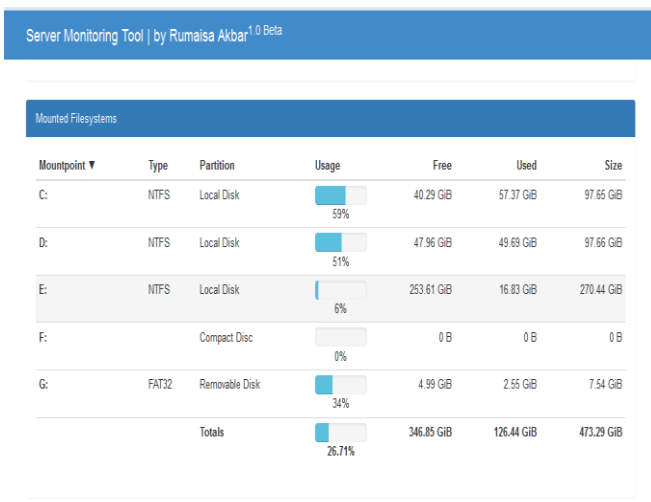 Server Monitoring Tool | by Rumaisa Akbar1.0 Beta
Mounted Filesystems
Mountpoint ▼ Type Partition Usage Free Used Size
C: NTFS Local Disk 40.29 GiB 57.37 GiB 97.65 GiB
59%
D: NTFS Local Disk 47.96 GiB 49.69 GiB 97.66 GiB
51%
E: NTFS Local Disk 253.61 GiB 16.83 GiB 270.44 GiB
6%
F: Compact Disc 0 B 0 B 0 B
0%
G: FAT32 Removable Disk 4.99 GiB 2.55 GiB 7.54 GiB
34%
Totals 346.85 GiB 126.44 GiB 473.29 GiB
26.71%